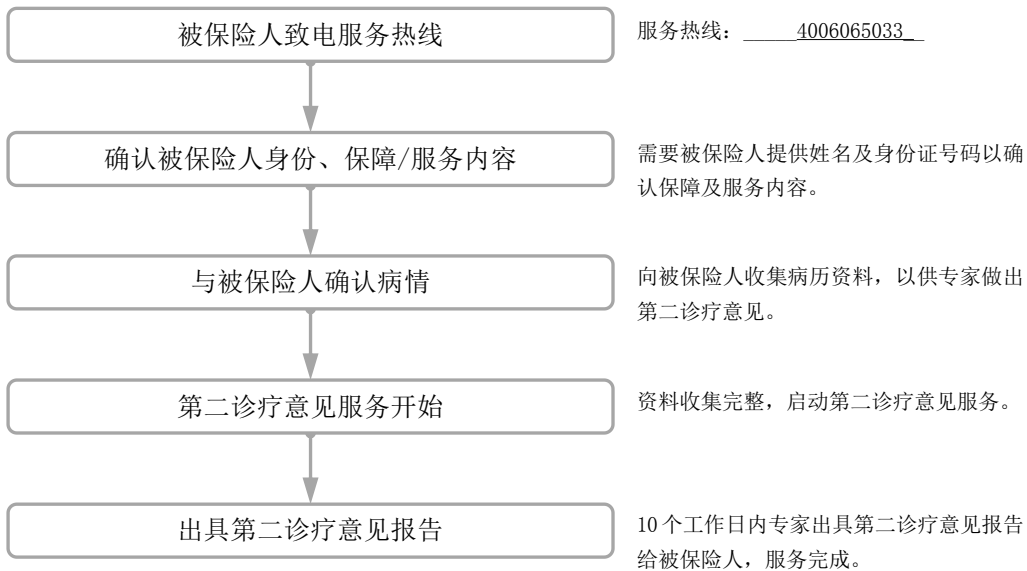 被保险人致电服务热线
服务热线：_____4006065033__
确认被保险人身份、保障/服务内容
需要被保险人提供姓名及身份证号码以确
认保障及服务内容。
与被保险人确认病情
向被保险人收集病历资料，以供专家做出
第二诊疗意见。
第二诊疗意见服务开始
资料收集完整，启动第二诊疗意见服务。
出具第二诊疗意见报告
10个工作日内专家出具第二诊疗意见报告
给被保险人，服务完成。